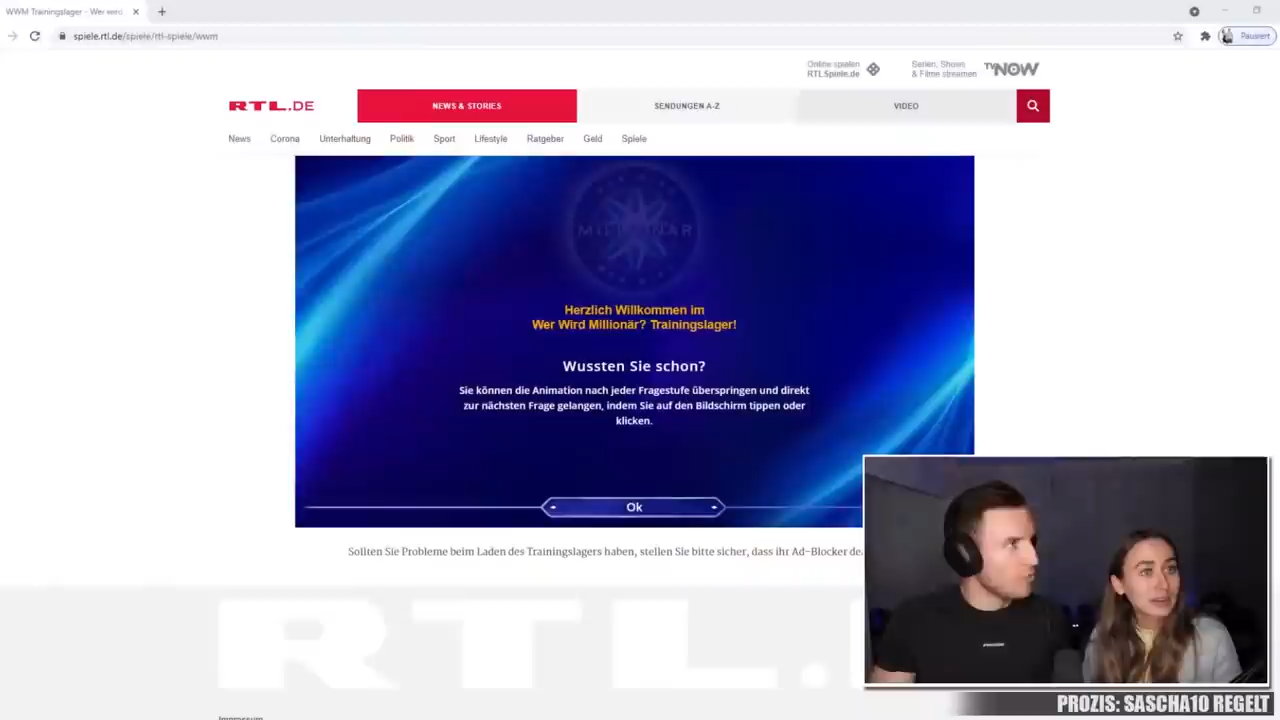 WWM Trainingslager - Wer wird
spiele.rtl.de/spiele/rtl-spiele/wwm
Pausiert
Online spielen
RTLSpiele.de
Serien, Shows
& Filme streamen
TVNOW
RTL.DE
NEWS & STORIES
SENDUNGEN A-Z
VIDEO
News Corona Unterhaltung Politik Sport Lifestyle Ratgeber Geld Spiele
MILLIONÄR
Herzlich Willkommen im
Wer Wird Millionär? Trainingslager!
Wussten Sie schon?
Sie können die Animation nach jeder Fragestufe überspringen und direkt
zur nächsten Frage gelangen, indem Sie auf den Bildschirm tippen oder
klicken.
Ok
Sollten Sie Probleme beim Laden des Trainingslagers haben, stellen Sie bitte sicher, dass ihr Ad-Blocker de
RTL.
PROZIS: SASCHA10 REGELT